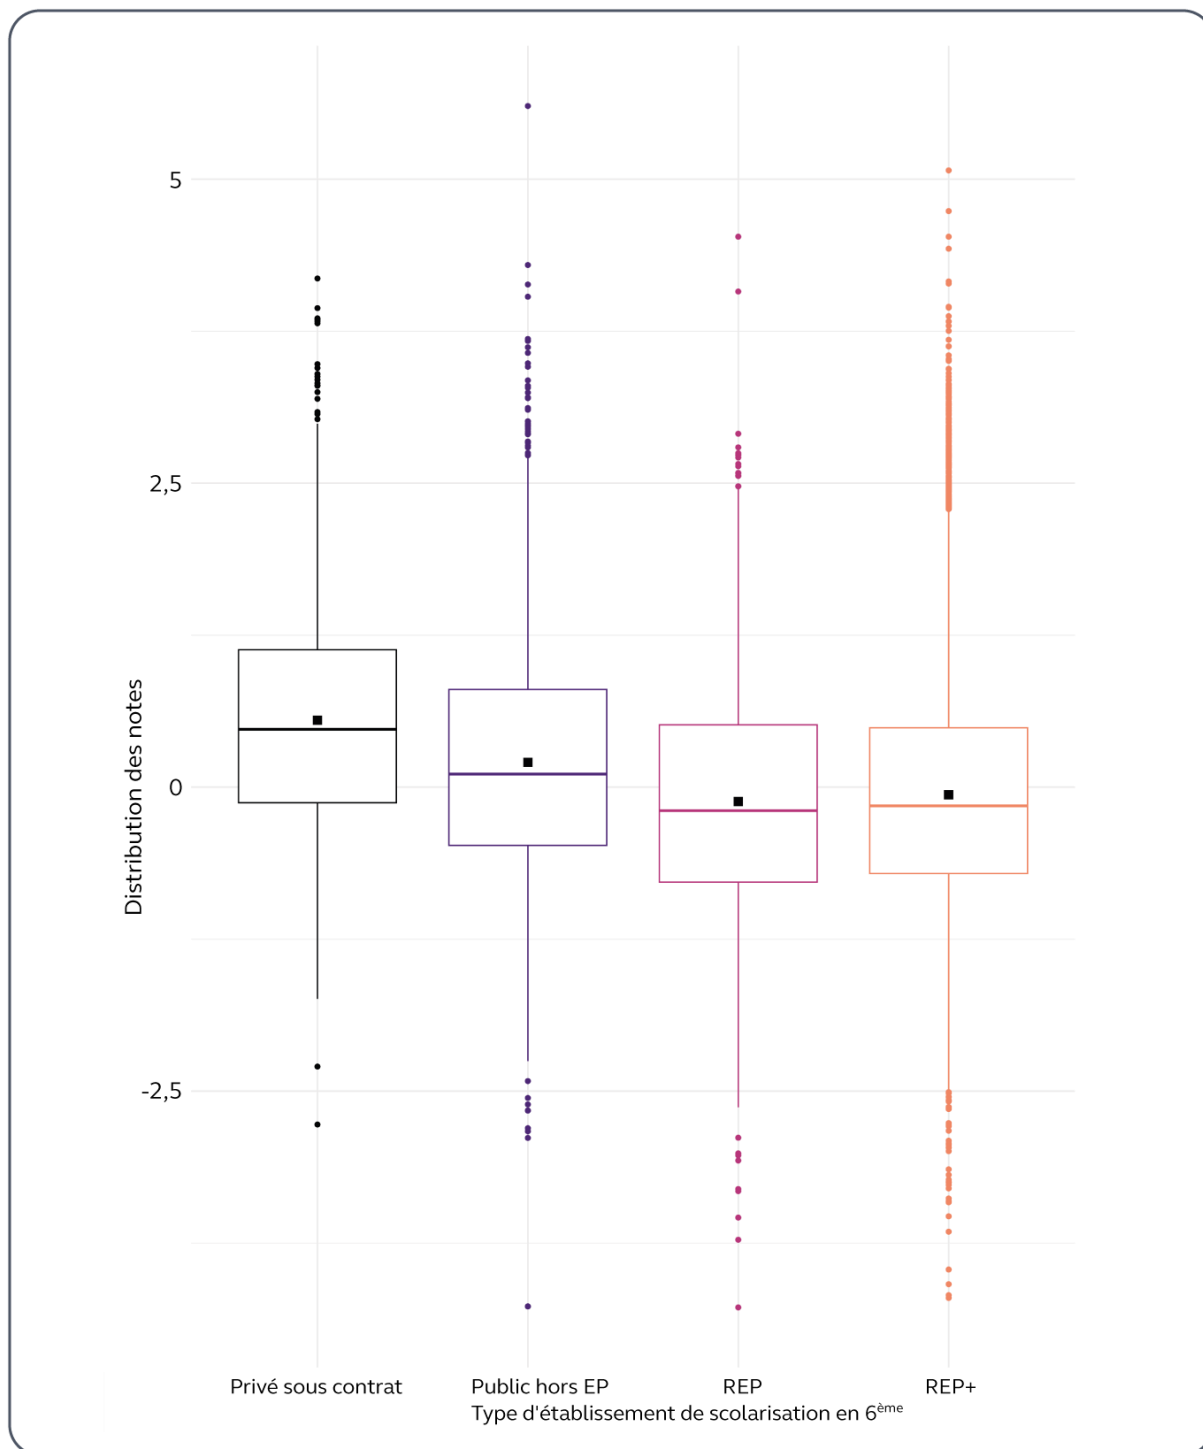 5
2,5
0
-2,5
Distribution des notes
Privé sous contrat
Public hors EP
REP
REP+
Type d'établissement de scolarisation en 6ème